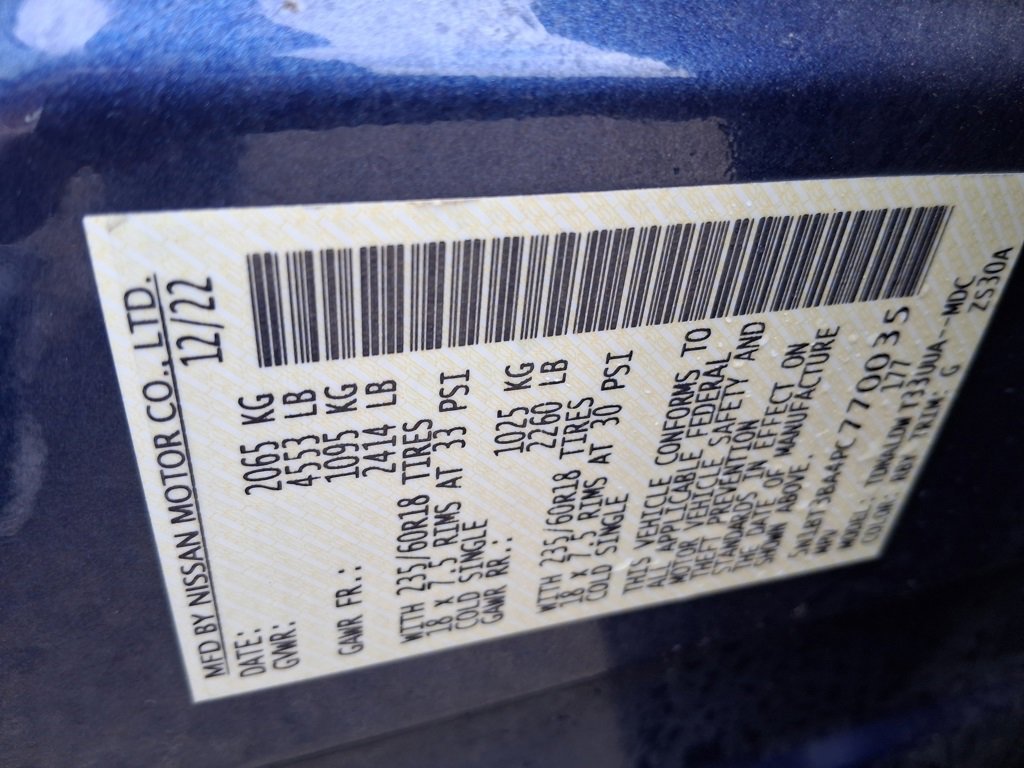 MFD BY NISSAN MOTOR CO., LTD.
DATE: 12/22
GVWR: 2065 KG
4553 LB
GAWR FR.: 1095 KG
2414 LB
WITH 235/60R18 TIRES
18 X 7.5 RIMS AT 33 PSI
COLD SINGLE
GAWR RR.: 1025 KG
2260 LB
WITH 235/60R18 TIRES
18 X 7.5 RIMS AT 30 PSI
COLD SINGLE
THIS VEHICLE CONFORMS TO
ALL APPLICABLE FEDERAL
MOTOR VEHICLE SAFETY AND
THEFT PREVENTION
STANDARDS IN EFFECT ON
THE DATE OF MANUFACTURE
SHOWN ABOVE.
5N1BT3BAAPC770035
MPV 177
MODEL: UUA--MDC
COLOR: RBY TRIM: G ZS30A